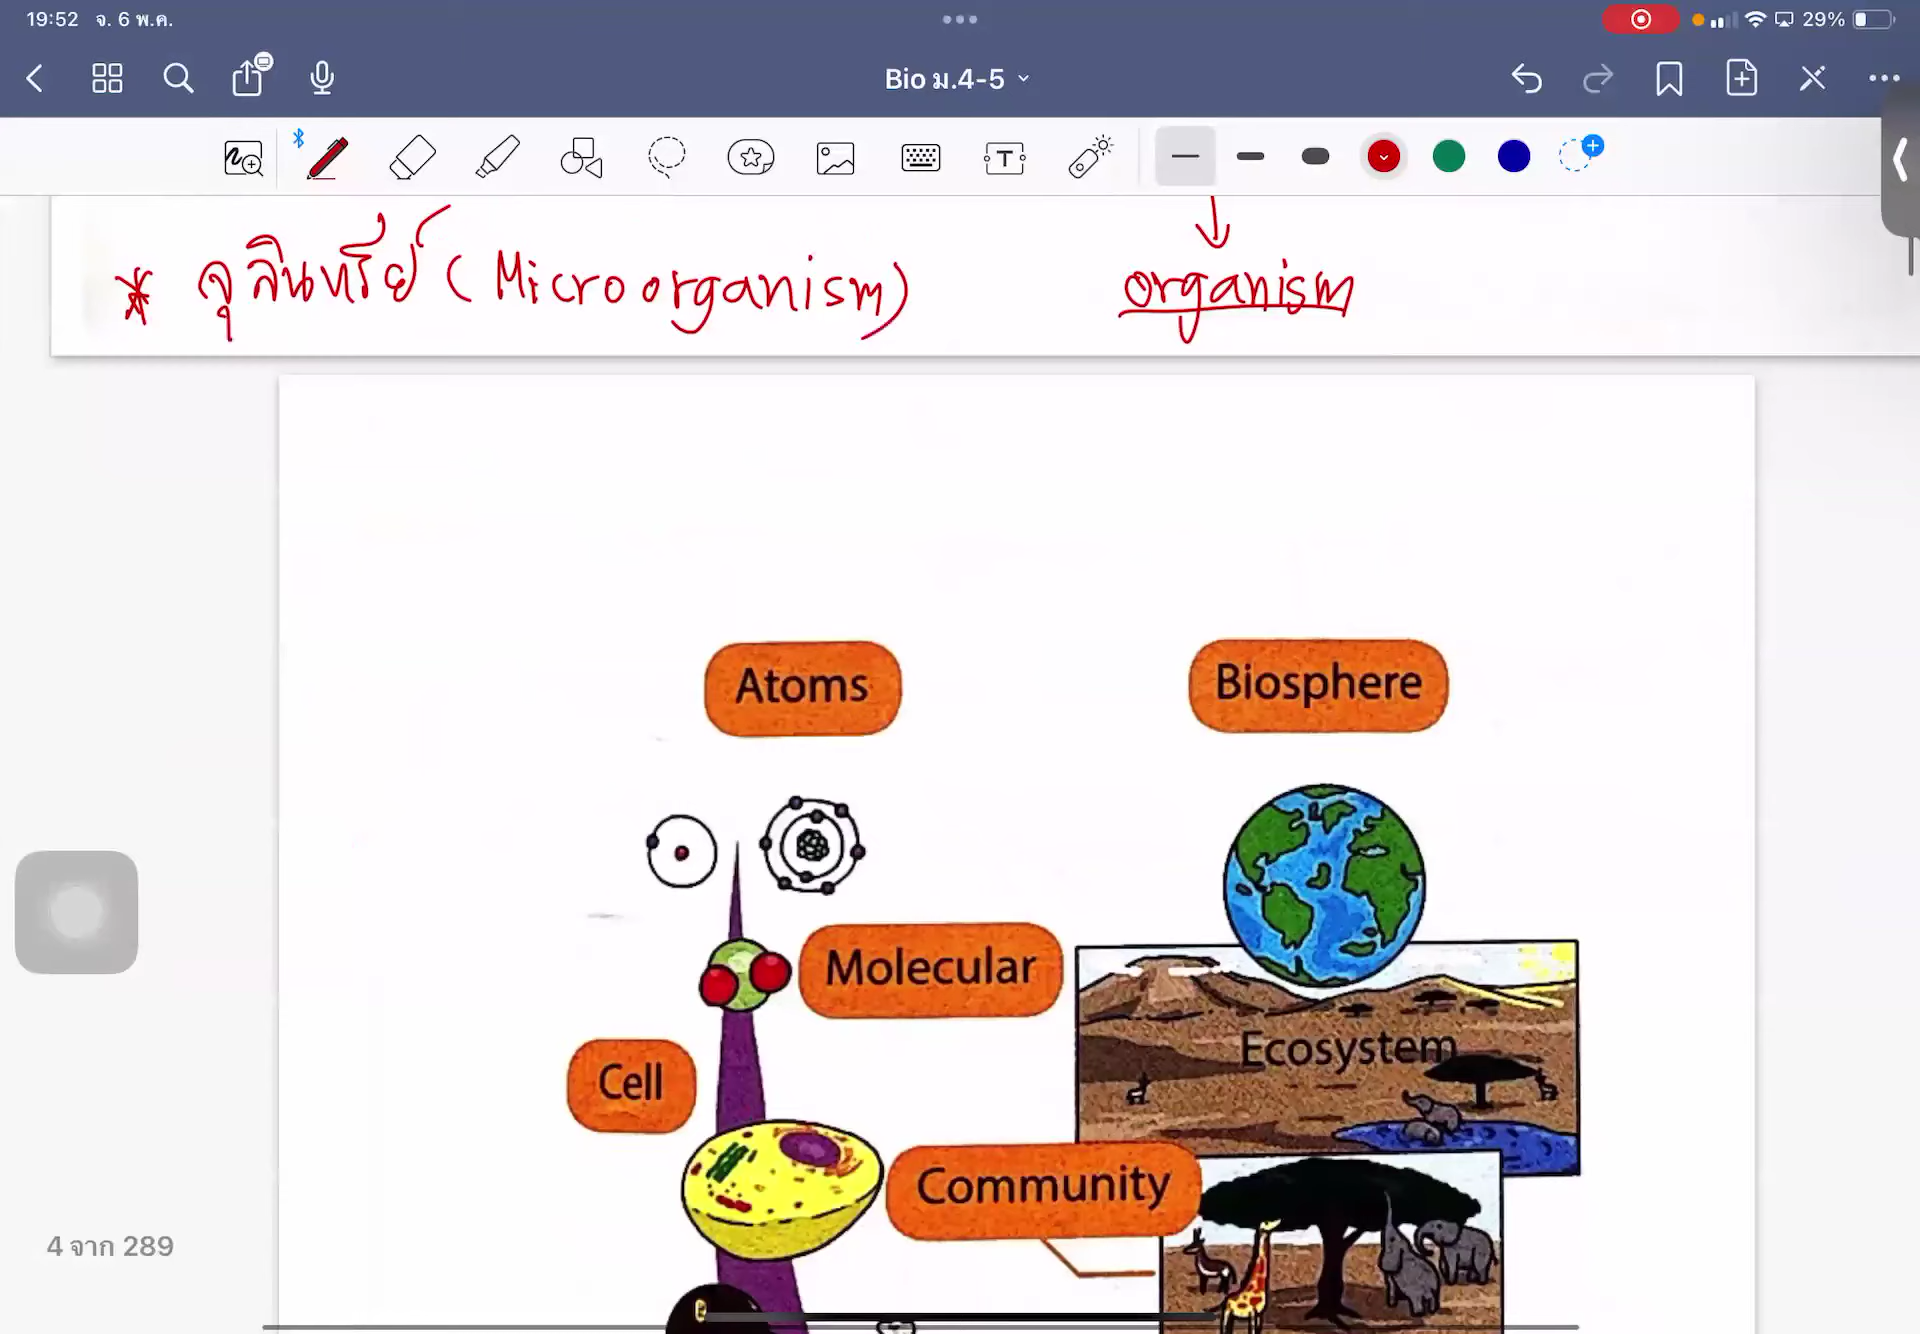 19:52 จ. 6 พ.ค.
29%
Bio ม.4-5
T
* จุลินทรีย์ (Microorganism)
organism
Atoms
Biosphere
Molecular
Ecosystem
Cell
Community
4 จาก 289